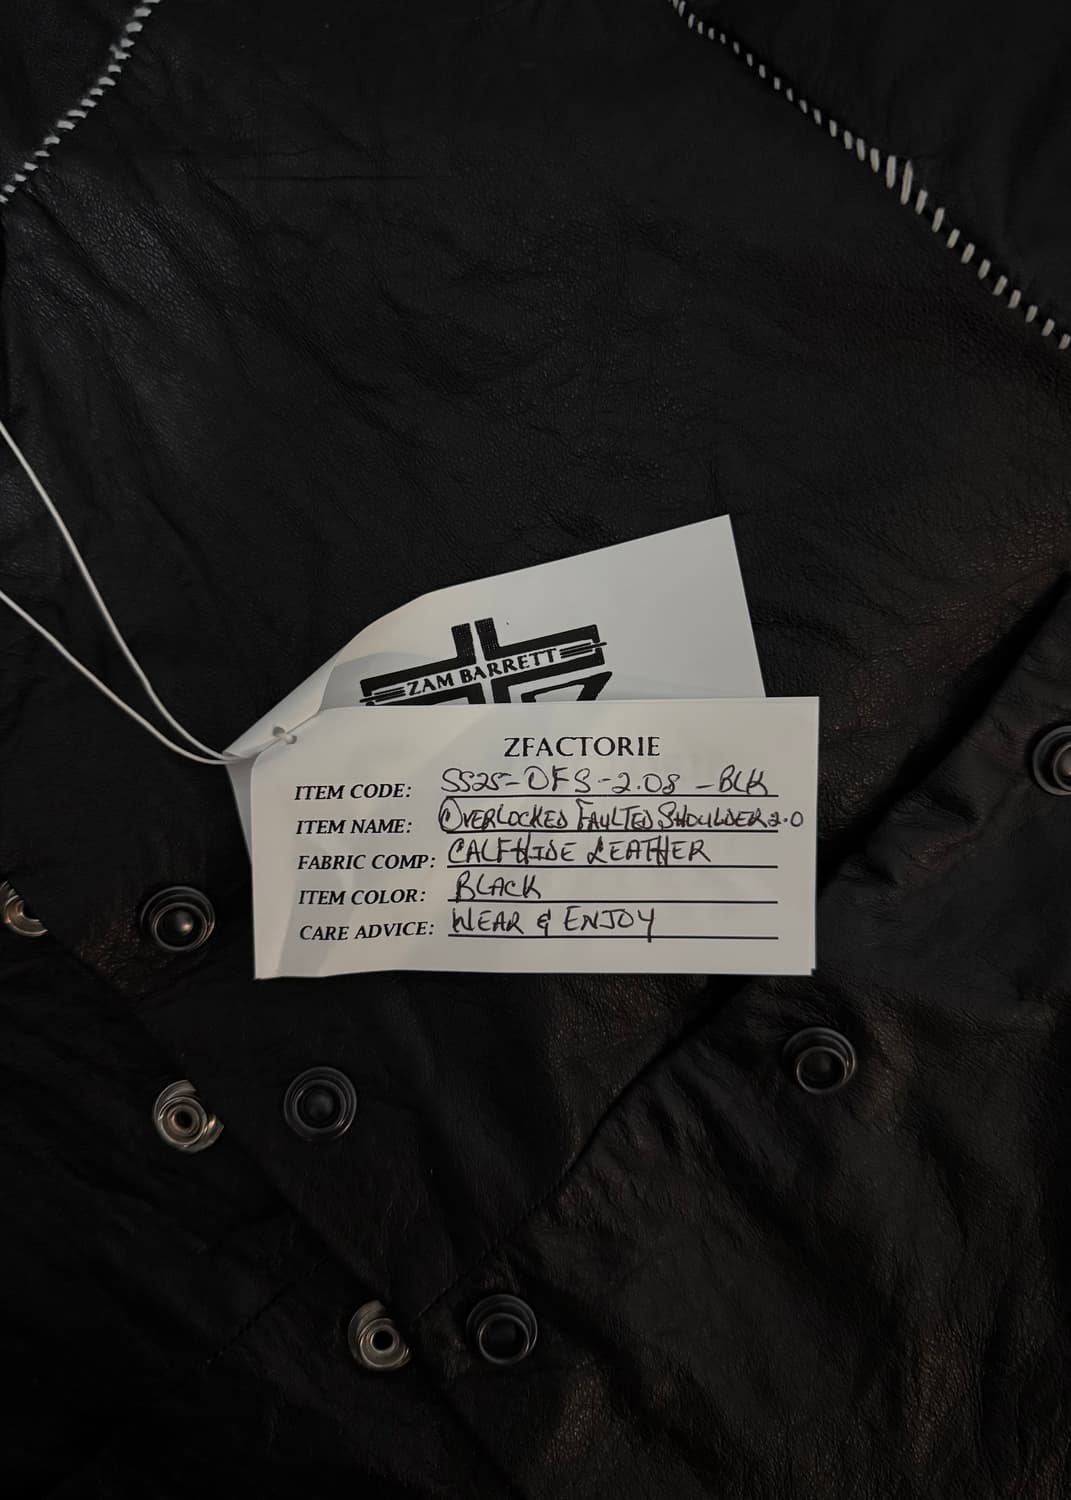 ZAM BARRETT
ZFACTORIE
ITEM CODE: SS25-OFS-2.08-BLK
ITEM NAME: OVERLOCKED FAULTED SHOULDER 2.0
FABRIC COMP: CALFHIDE LEATHER
ITEM COLOR: BLACK
CARE ADVICE: WEAR & ENJOY